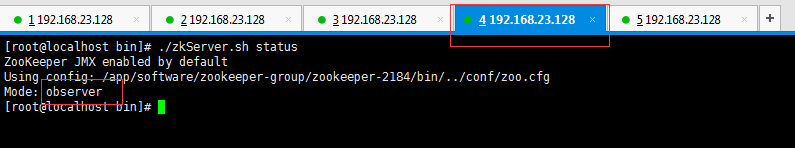 1 192.168.23.128 × 2 192.168.23.128 × 3 192.168.23.128 × 4 192.168.23.128 × 5 192.168.23.128 × +
[root@localhost bin]# ./zkServer.sh status
ZooKeeper JMX enabled by default
Using config: /app/software/zookeeper-group/zookeeper-2184/bin/../conf/zoo.cfg
Mode: observer
[root@localhost bin]#